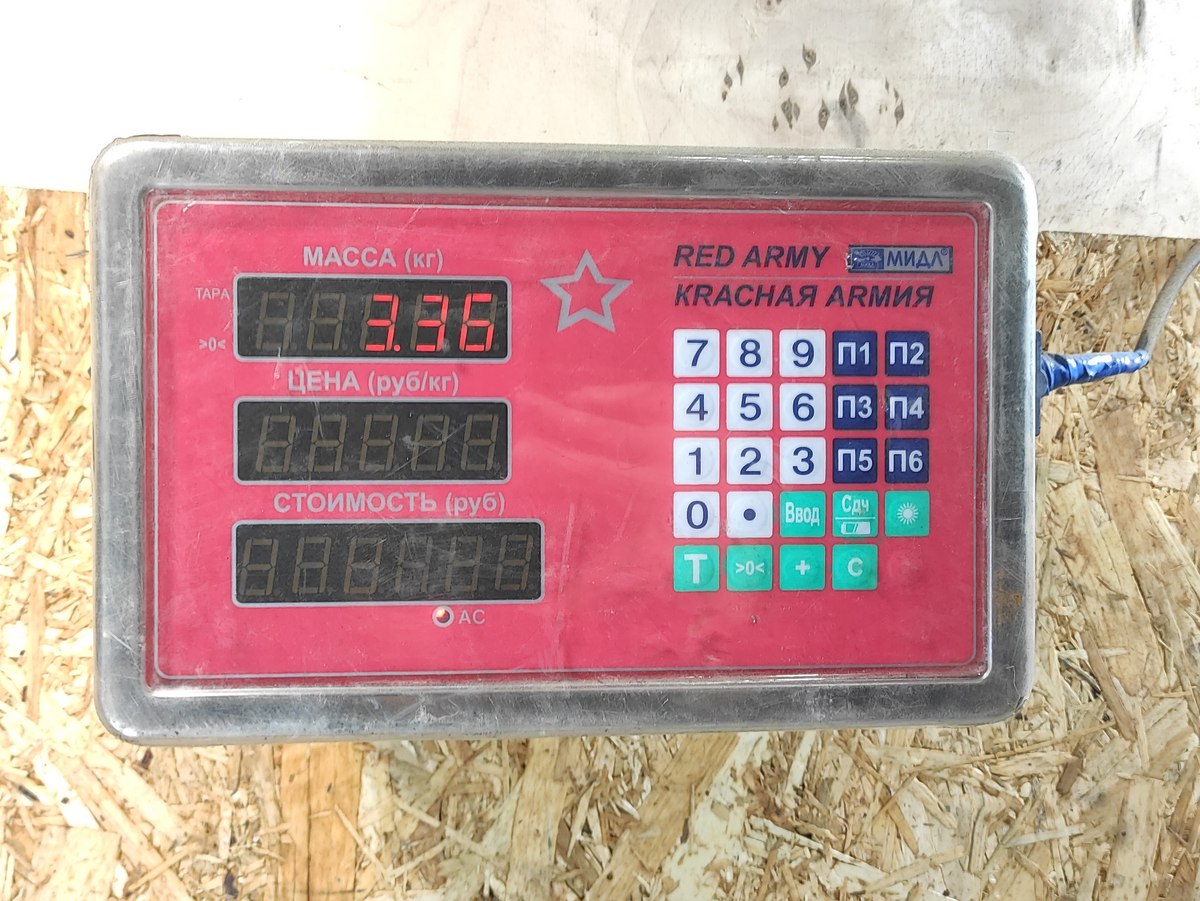 МАССА (кг)
ТАРА
3.36
>0<
ЦЕНА (руб/кг)
СТОИМОСТЬ (руб)
AC
RED ARMY МИДЛ
КRАСНАЯ АRМИЯ
7 8 9 П1 П2
4 5 6 П3 П4
1 2 3 П5 П6
0 • Ввод Сдч
T >0< + C